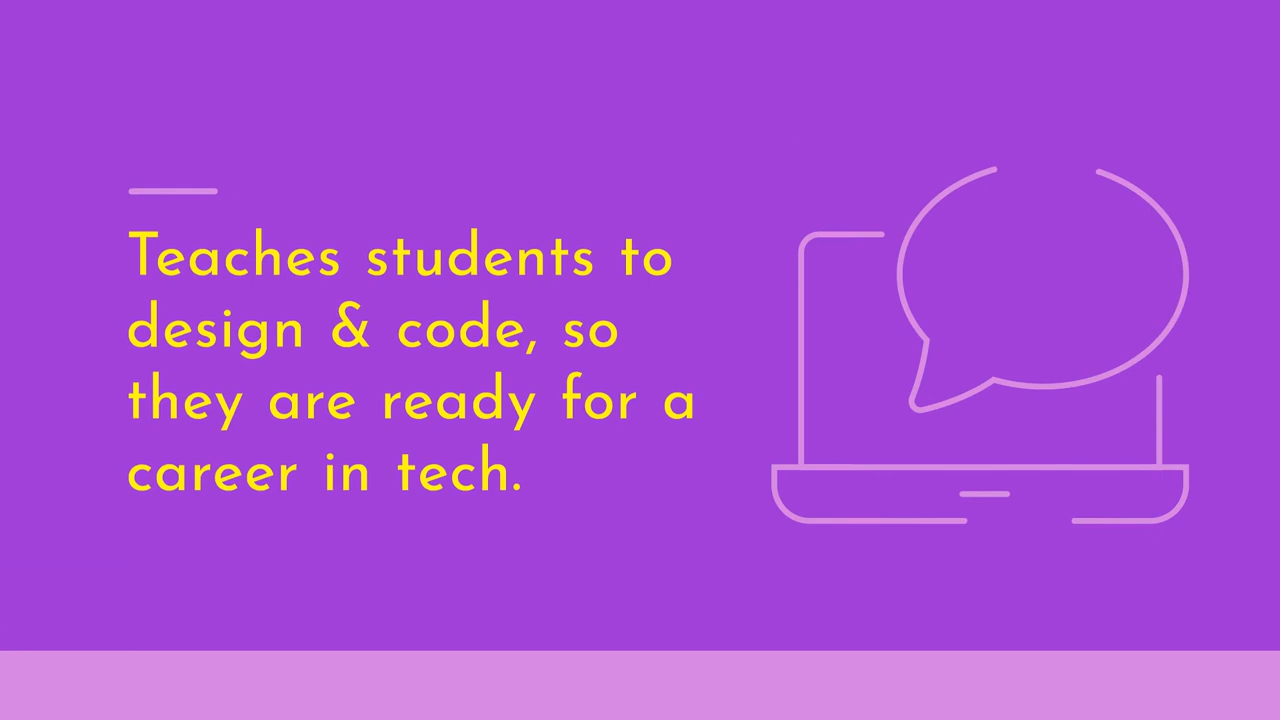 Teaches students to
design & code, so
they are ready for a
career in tech.